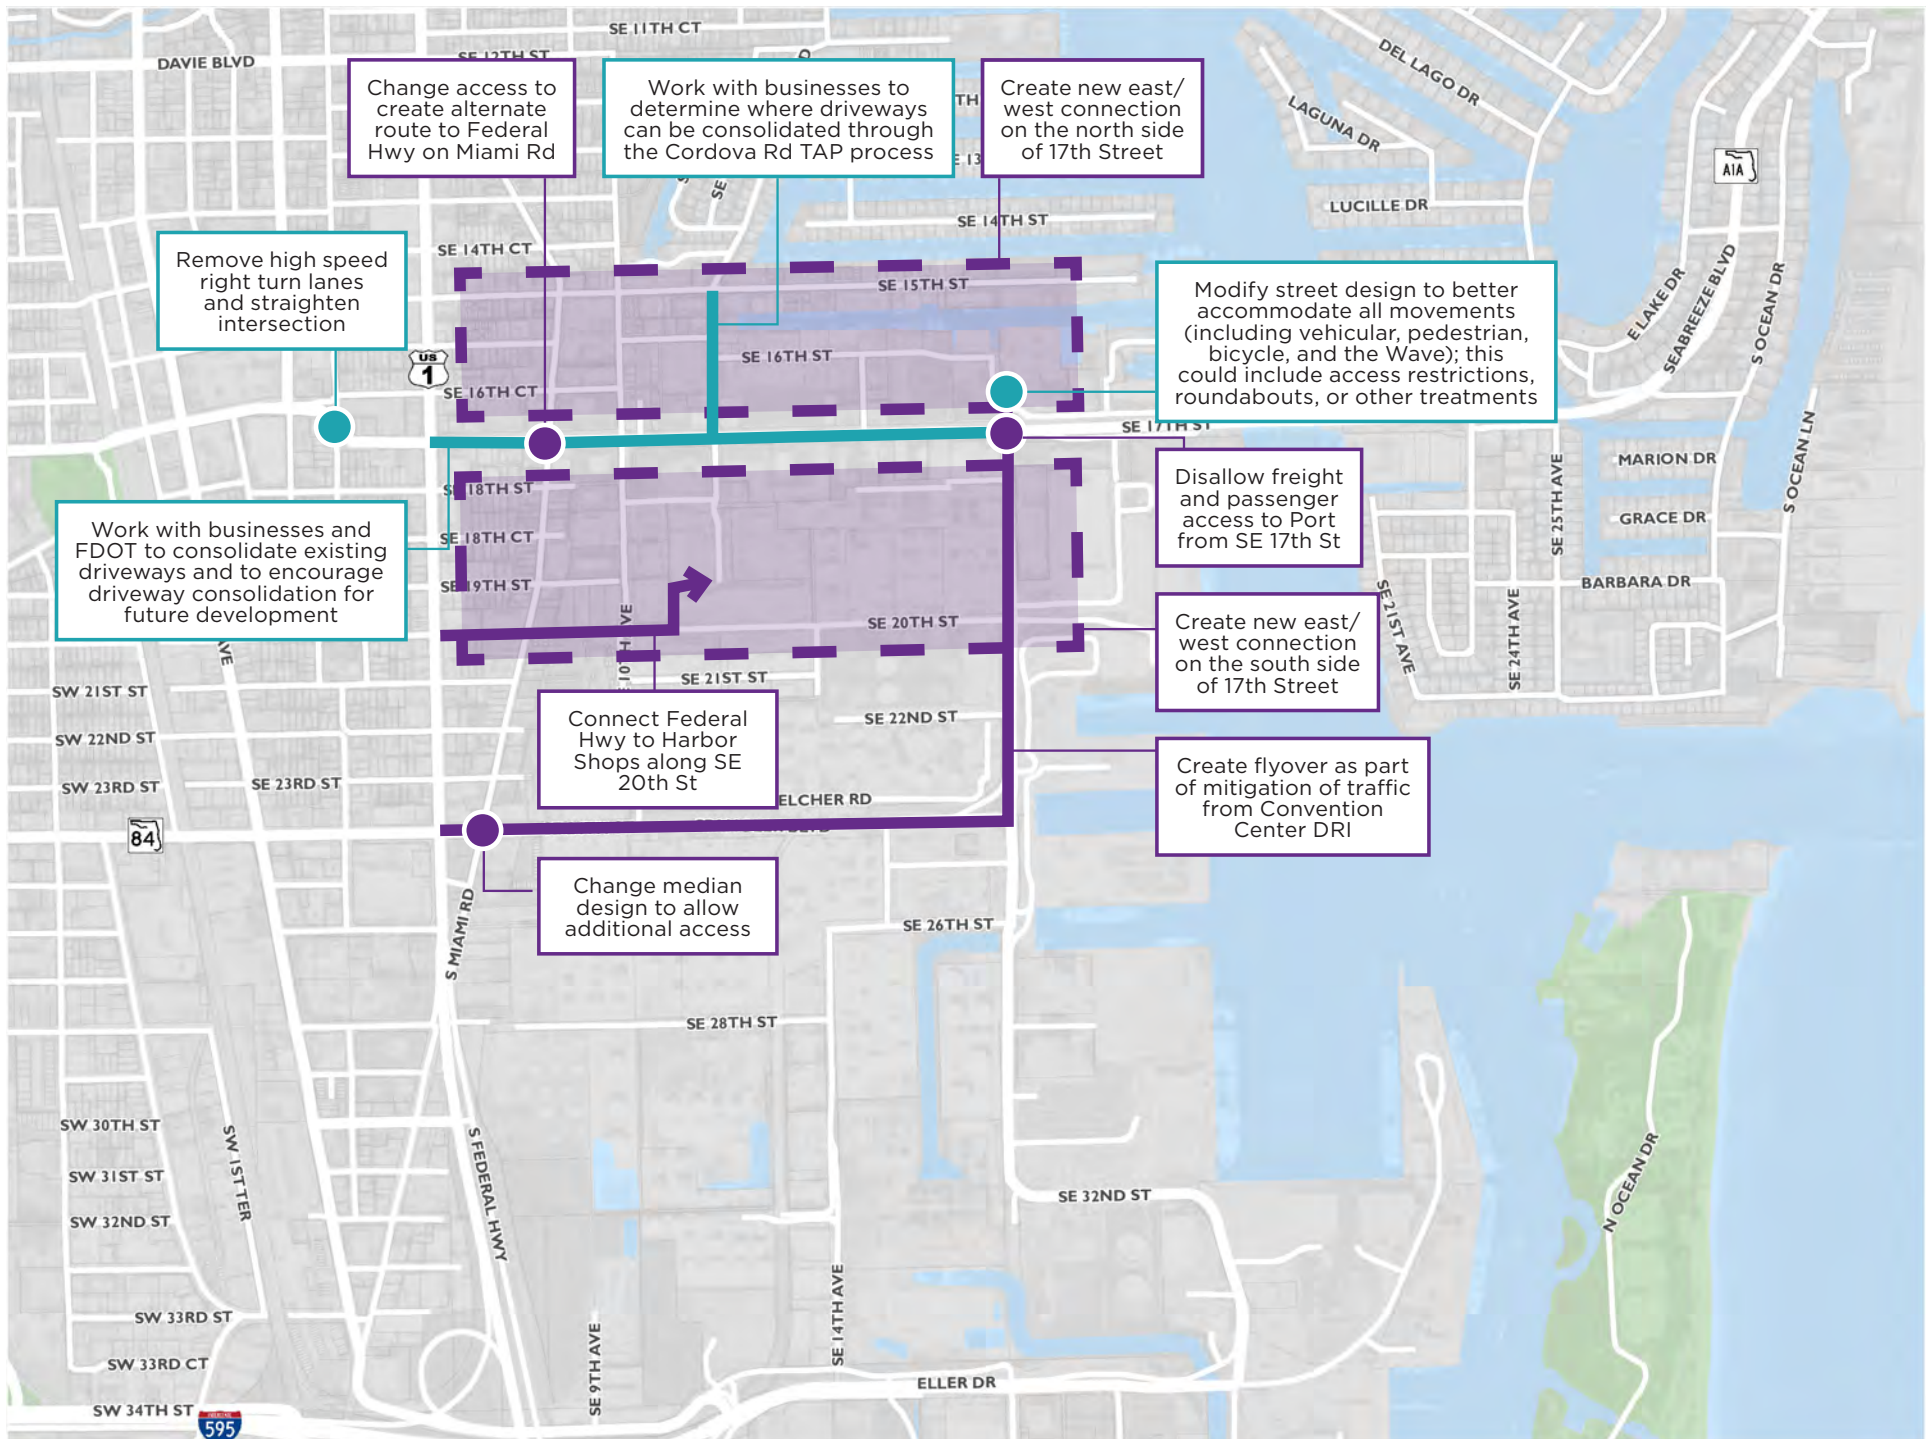 SE 11TH CT
DAVIE BLVD
SE 12TH ST
DEL LAGO DR
Change access to
create alternate
route to Federal
Hwy on Miami Rd
Work with businesses to
determine where driveways
can be consolidated through
the Cordova Rd TAP process
Create new east/
west connection
on the north side
of 17th Street
LAGUNA DR
A1A
LUCILLE DR
SE 14TH ST
SE 14TH CT
Remove high speed
right turn lanes
and straighten
intersection
SE 15TH ST
Modify street design to better
accommodate all movements
(including vehicular, pedestrian,
bicycle, and the Wave); this
could include access restrictions,
roundabouts, or other treatments
E LAKE DR
SEABREEZE BLVD
S OCEAN DR
US
1
SE 16TH ST
SE 16TH CT
SE 17TH ST
S OCEAN LN
MARION DR
SE 18TH ST
Disallow freight
and passenger
access to Port
from SE 17th St
SE 25TH AVE
GRACE DR
Work with businesses and
FDOT to consolidate existing
driveways and to encourage
driveway consolidation for
future development
SE 18TH CT
SE 19TH ST
BARBARA DR
SE 21ST AVE
SE 24TH AVE
SE 20TH ST
Create new east/
west connection
on the south side
of 17th Street
AVE
10TH AVE
SW 21ST ST
SE 21ST ST
Connect Federal
Hwy to Harbor
Shops along SE
20th St
SE 22ND ST
SW 22ND ST
SW 23RD ST
SE 23RD ST
ELCHER RD
Create flyover as part
of mitigation of traffic
from Convention
Center DRI
84
Change median
design to allow
additional access
S MIAMI RD
SE 26TH ST
SE 28TH ST
SW 30TH ST
SW 1ST TER
S FEDERAL HWY
SW 31ST ST
SE 32ND ST
SW 32ND ST
N OCEAN DR
SE 14TH AVE
SW 33RD ST
SE 9TH AVE
SW 33RD CT
ELLER DR
SW 34TH ST
595